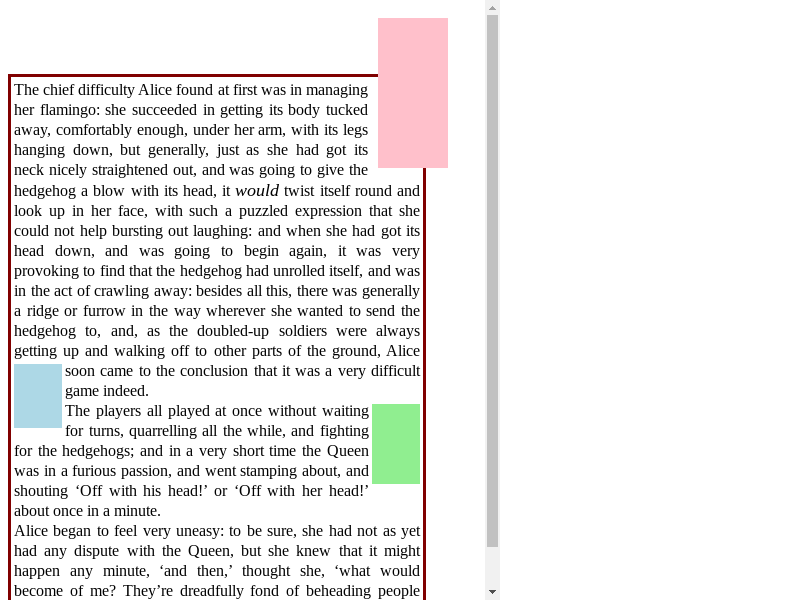 The chief difficulty Alice found at first was in managing
her flamingo: she succeeded in getting its body tucked
away, comfortably enough, under her arm, with its legs
hanging down, but generally, just as she had got its
neck nicely straightened out, and was going to give the
hedgehog a blow with its head, it would twist itself round and
look up in her face, with such a puzzled expression that she
could not help bursting out laughing: and when she had got its
head down, and was going to begin again, it was very
provoking to find that the hedgehog had unrolled itself, and was
in the act of crawling away: besides all this, there was generally
a ridge or furrow in the way wherever she wanted to send the
hedgehog to, and, as the doubled-up soldiers were always
getting up and walking off to other parts of the ground, Alice
soon came to the conclusion that it was a very difficult
game indeed.
The players all played at once without waiting
for turns, quarrelling all the while, and fighting
for the hedgehogs; and in a very short time the Queen
was in a furious passion, and went stamping about, and
shouting ‘Off with his head!’ or ‘Off with her head!’
about once in a minute.
Alice began to feel very uneasy: to be sure, she had not as yet
had any dispute with the Queen, but she knew that it might
happen any minute, ‘and then,’ thought she, ‘what would
become of me? They’re dreadfully fond of beheading people